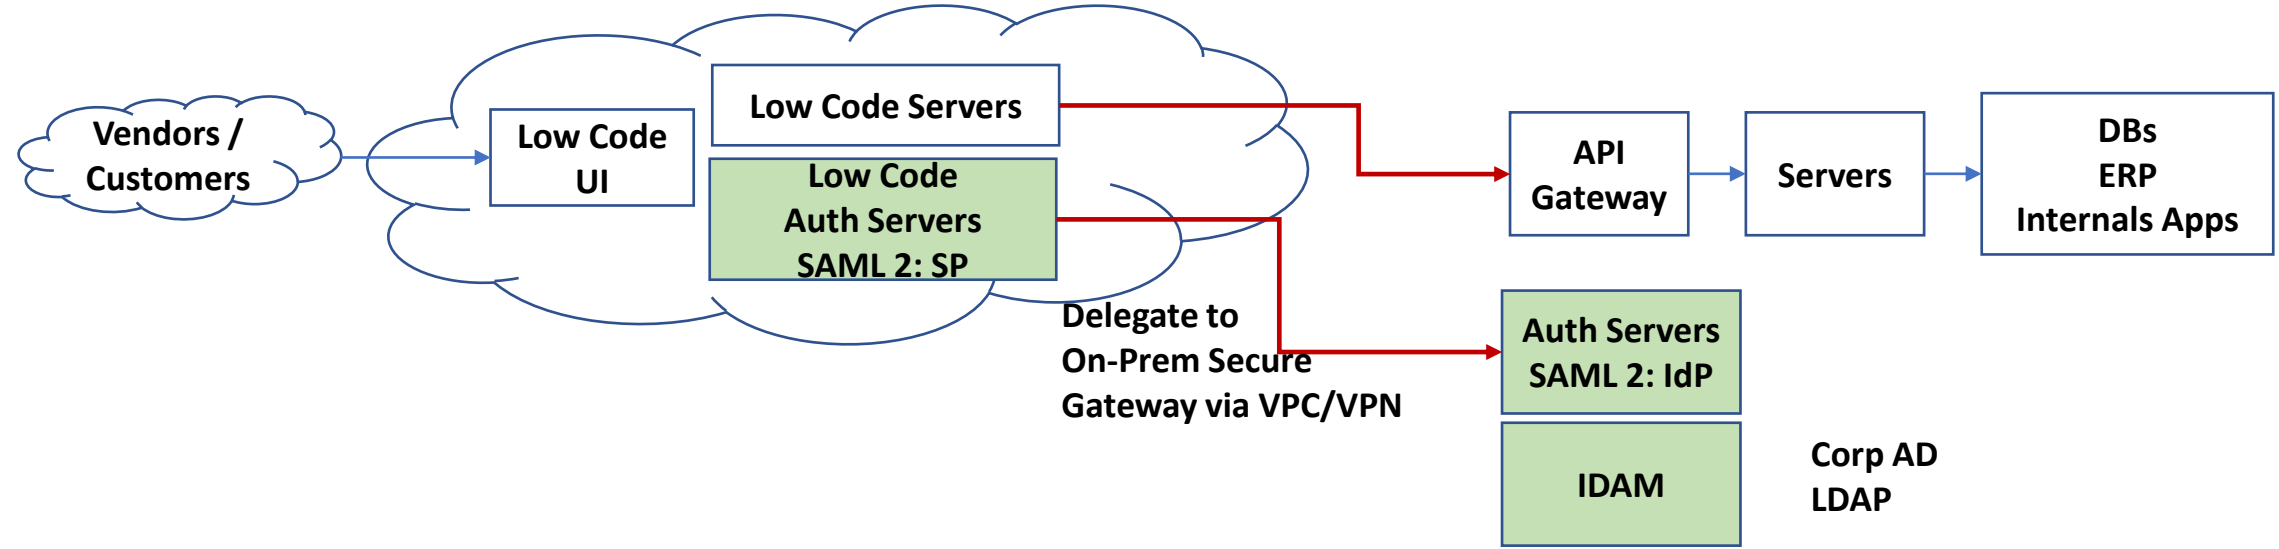 Vendors /
Customers
Low Code
UI
Low Code Servers
Low Code
Auth Servers
SAML 2: SP
Delegate to
On-Prem Secure
Gateway via VPC/VPN
API
Gateway
Servers
DBs
ERP
Internals Apps
Auth Servers
SAML 2: IdP
IDAM
Corp AD
LDAP